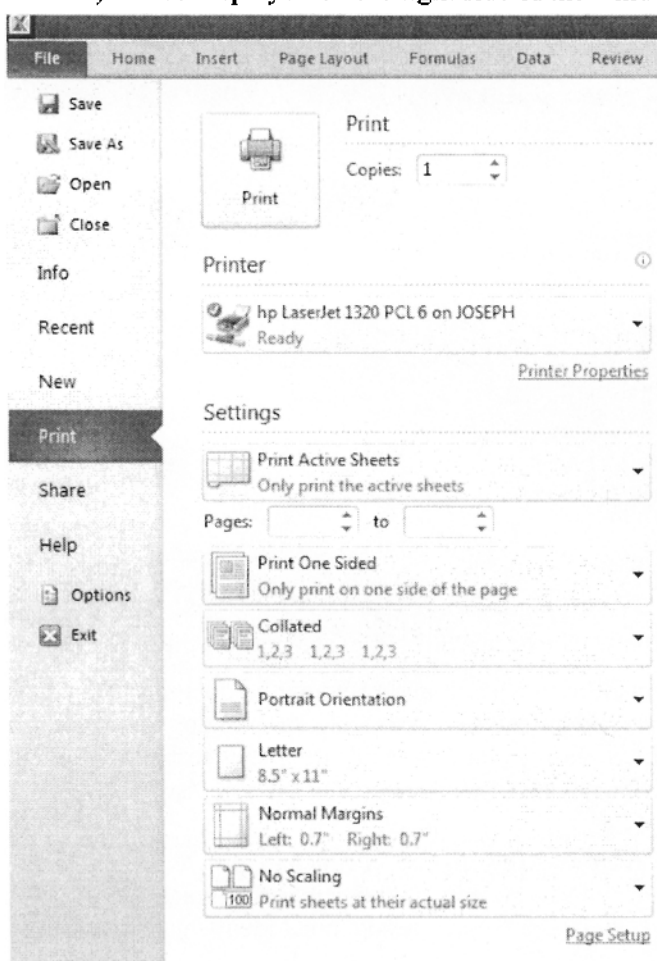 File Home Insert Page Layout Formulas Data Review
Save
Save As
Open
Close
Info
Recent
New
Print
Share
Help
Options
Exit
Print
Print
Copies: 1
Printer
hp LaserJet 1320 PCL 6 on JOSEPH
Ready
Printer Properties
Settings
Print Active Sheets
Only print the active sheets
Pages: to
Print One Sided
Only print on one side of the page
Collated
1,2,3 1,2,3 1,2,3
Portrait Orientation
Letter
8.5" x 11"
Normal Margins
Left: 0.7" Right: 0.7"
No Scaling
100 Print sheets at their actual size
Page Setup